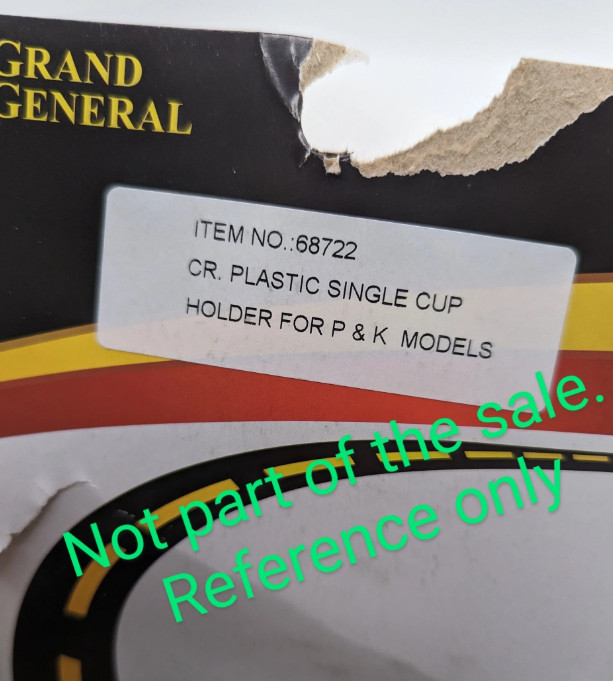 GRAND
GENERAL
ITEM NO.:68722
CR. PLASTIC SINGLE CUP
HOLDER FOR P & K MODELS
Not part of the sale.
Reference only